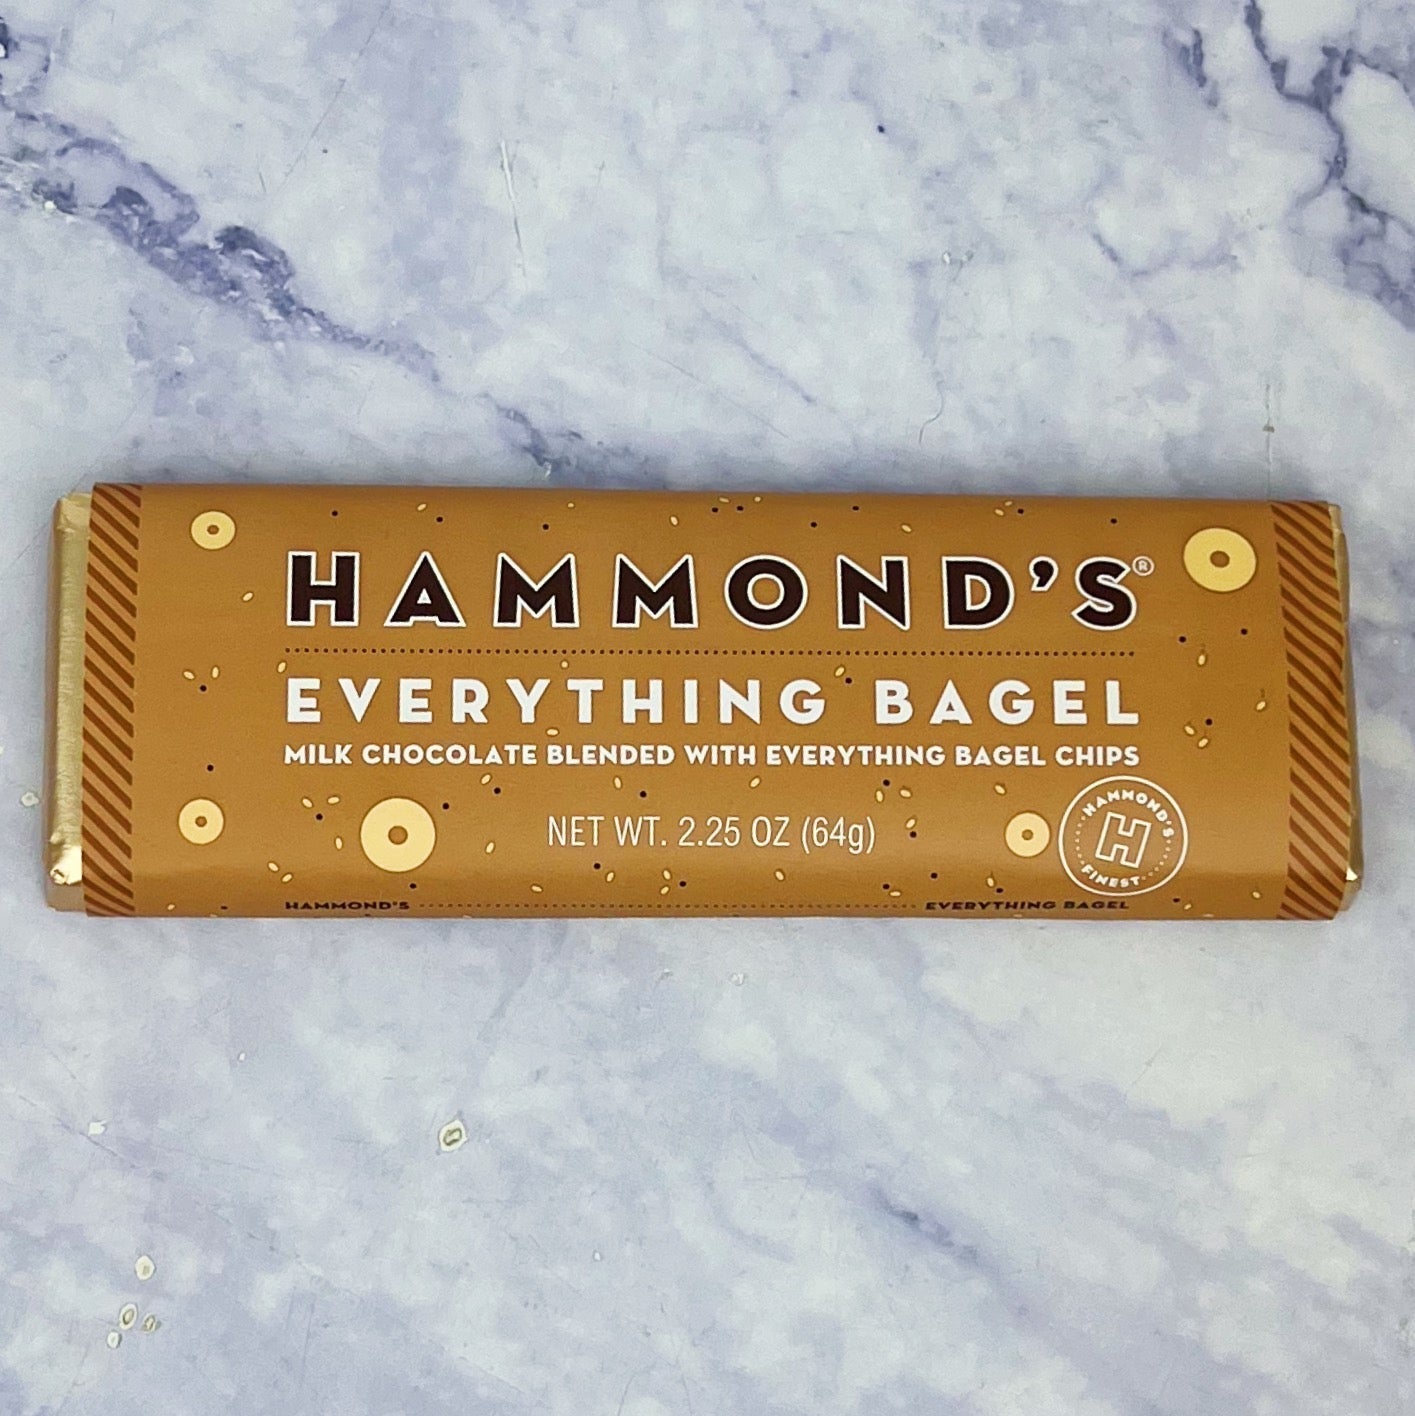 HAMMOND'S®
EVERYTHING BAGEL
MILK CHOCOLATE BLENDED WITH EVERYTHING BAGEL CHIPS
NET WT. 2.25 OZ (64g)
HAMMOND'S
H
FINEST
HAMMOND'S EVERYTHING BAGEL